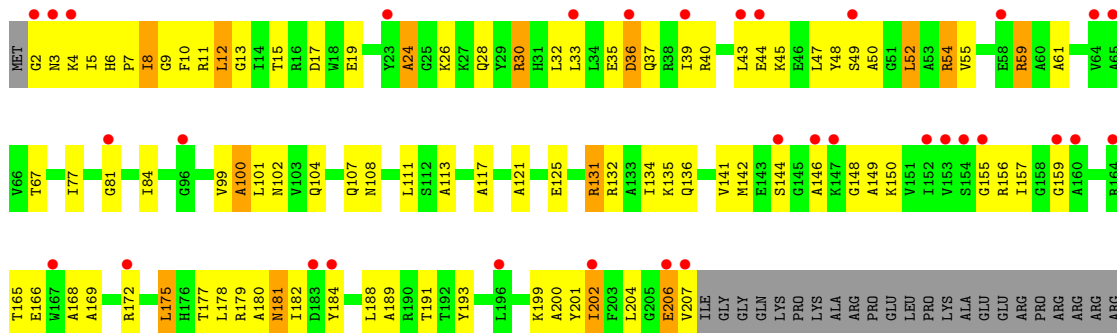 MET G2 N3 K4 I5 H6 P7 I8 G9 F10 R11 L12 G13 I14 T15 R16 D17 W18 E19 Y23 A24 G25 K26 K27 Q28 Y29 R30 H31 L32 L33 L34 E35 D36 Q37 R38 I39 R40 L43 E44 K45 E46 L47 Y48 S49 A50 G51 L52 A53 R54 V55 E58 R59 A60 A61 V64 A65
V66 T67 I77 G81 I84 G96 V99 A100 L101 N102 V103 Q104 Q107 N108 L111 S112 A113 A117 A121 E125 R131 R132 A133 I134 K135 Q136 V141 M142 E143 S144 G145 A146 K147 G148 A149 K150 V151 I152 V153 S154 G155 R156 I157 G158 G159 A160 R164
T165 E166 W167 A168 A169 R172 L175 H176 T177 L178 R179 A180 N181 I182 D183 Y184 L188 A189 R190 T191 T192 Y193 L196 K199 A200 Y201 I202 F203 L204 G205 E206 V207 ILE GLY GLY GLN LYS PRO LYS ALA ARG PRO GLU LEU PRO LYS ALA GLU GLU ARG PRO ARG ARG ARG